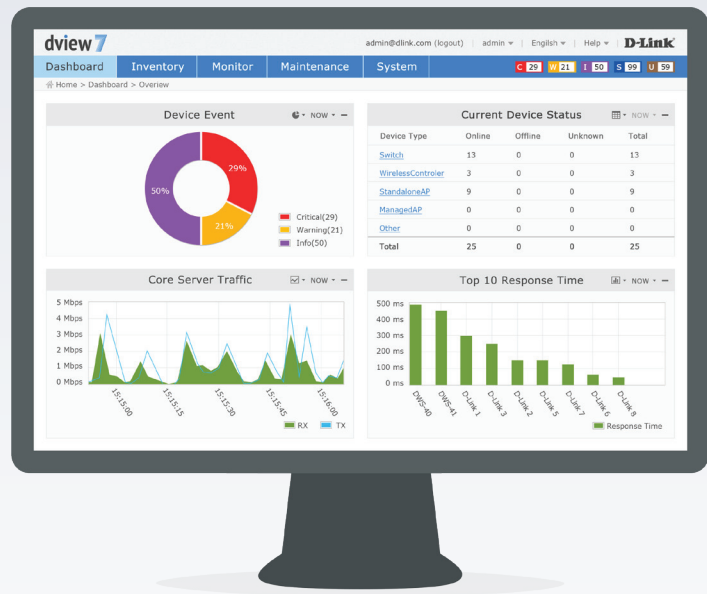 dview 7
admin@dlink.com (logout) admin Engilsh Help D-Link
Dashboard Inventory Monitor Maintenance System C 29 W 21 I 50 S 99 U 59
Home > Dashboard > Overiew
Device Event NOW
29%
50%
21%
Critical(29)
Warning(21)
Info(50)
Current Device Status NOW
Device Type Online Offline Unknown Total
Switch 13 0 0 13
WirelessControler 3 0 0 3
StandaloneAP 9 0 0 9
ManagedAP 0 0 0 0
Other 0 0 0 0
Total 25 0 0 25
Core Server Traffic NOW
5 Mbps
4 Mbps
3 Mbps
2 Mbps
1 Mbps
0 Mbps
15:15:00 15:15:15 15:15:30 15:15:45 15:16:00
RX TX
Top 10 Response Time NOW
500 ms
400 ms
300 ms
200 ms
100 ms
0 ms
DWS-40 DWS-41 D-Link 1 D-Link 3 D-Link 2 D-Link 5 D-Link 7 D-Link 6 D-Link 8
Response Time